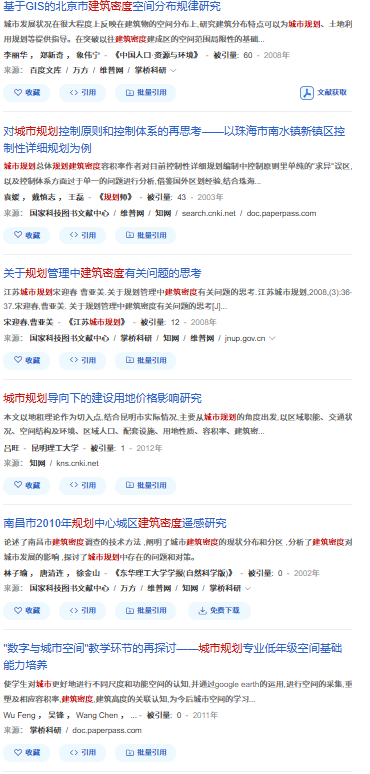 基于GIS的北京市建筑密度空间分布规律研究
城市发展状况在很大程度上反映在建筑物的空间分布上,研究建筑分布特点可以为城市规划、土地利
用规划等提供指导。在突破以往建筑密度建成区的空间范围局限性的基础...
李丽华 ， 郑新奇 ， 象伟宁 - 《中国人口·资源与环境》 - 被引量: 60 - 2008年
来源： 百度文库 / 万方 / 维普网 / 掌桥科研
收藏 引用 批量引用 文献获取
对城市规划控制原则和控制体系的再思考——以珠海市南水镇新镇区控
制性详细规划为例
城市规划总体规划建筑密度容积率作者对目前控制性详细规划编制中控制原则里单纯的"求异"误区,
以及控制体系方面过于单一的问题进行分析,借鉴国外区划经验,结合珠海...
袁媛 ， 戴慎志 ， 王磊 - 《规划师》 - 被引量: 43 - 2003年
来源： 国家科技图书文献中心 / 维普网 / 知网 / search.cnki.net / doc.paperpass.com
收藏 引用 批量引用
关于规划管理中建筑密度有关问题的思考
江苏城市规划宋迎春 曹亚美.关于规划管理中建筑密度有关问题的思考.江苏城市规划,2008,(3):36-
37.宋迎春,曹亚美. 关于规划管理中建筑密度有关问题的思考[J]...
宋迎春,曹亚美 - 《江苏城市规划》 - 被引量: 12 - 2008年
来源： 国家科技图书文献中心 / 掌桥科研 / 知网 / 维普网 / jnup.gov.cn
收藏 引用 批量引用
城市规划导向下的建设用地价格影响研究
本文以地租理论作为切入点,结合昆明市实际情况,主要从城市规划的角度出发,以区域职能、交通状
况、空间结构及环境、区域人口、配套设施、用地性质、容积率、建筑密...
吕旺 - 昆明理工大学 - 被引量: 1 - 2012年
来源： 知网 / kns.cnki.net
收藏 引用 批量引用
南昌市2010年规划中心城区建筑密度遥感研究
论述了南昌市建筑密度调查的技术方法 ,阐明了城市建筑密度的现状分布和分区 ,分析了建筑密度对
城市发展的影响 ,探讨了城市规划中存在的问题和对策。
林子瑜 ， 唐清连 ， 徐金山 - 《东华理工大学学报(自然科学版)》 - 被引量: 0 - 2002年
来源： 国家科技图书文献中心 / 万方 / 维普网 / 知网 / 掌桥科研
收藏 引用 批量引用 免费下载
"数字与城市空间"教学环节的再探讨——城市规划专业低年级空间基础
能力培养
使学生对城市更好地进行不同尺度和功能空间的认知,并通过google earth的运用,进行空间的采集,重
塑及相应容积率,建筑密度,建筑高度的关联认知,为今后城市空间的学习...
Wu Feng ， 吴锋 ， Wang Chen ， ... - 被引量: 0 - 2011年
来源： 掌桥科研 / doc.paperpass.com
收藏 引用 批量引用